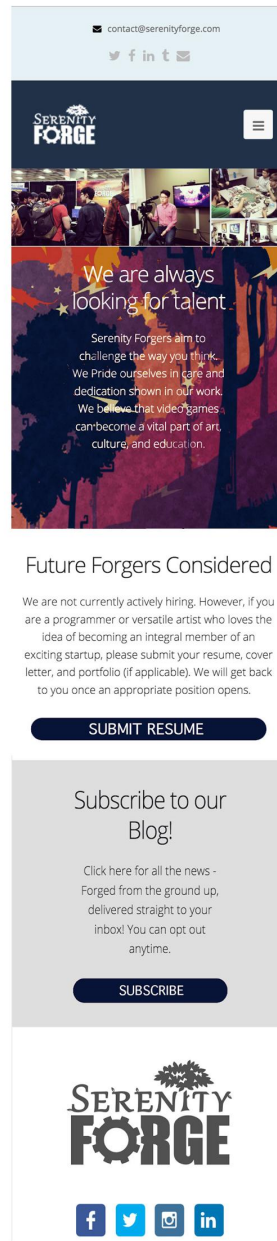 contact@serenityforge.com
SERENITY
FORGE
We are always
looking for talent
Serenity Forgers aim to
challenge the way you think.
We Pride ourselves in care and
dedication shown in our work.
We believe that video games
can become a vital part of art,
culture, and education.
Future Forgers Considered
We are not currently actively hiring. However, if you
are a programmer or versatile artist who loves the
idea of becoming an integral member of an
exciting startup, please submit your resume, cover
letter, and portfolio (if applicable). We will get back
to you once an appropriate position opens.
SUBMIT RESUME
Subscribe to our
Blog!
Click here for all the news -
Forged from the ground up,
delivered straight to your
inbox! You can opt out
anytime.
SUBSCRIBE
SERENITY
FORGE